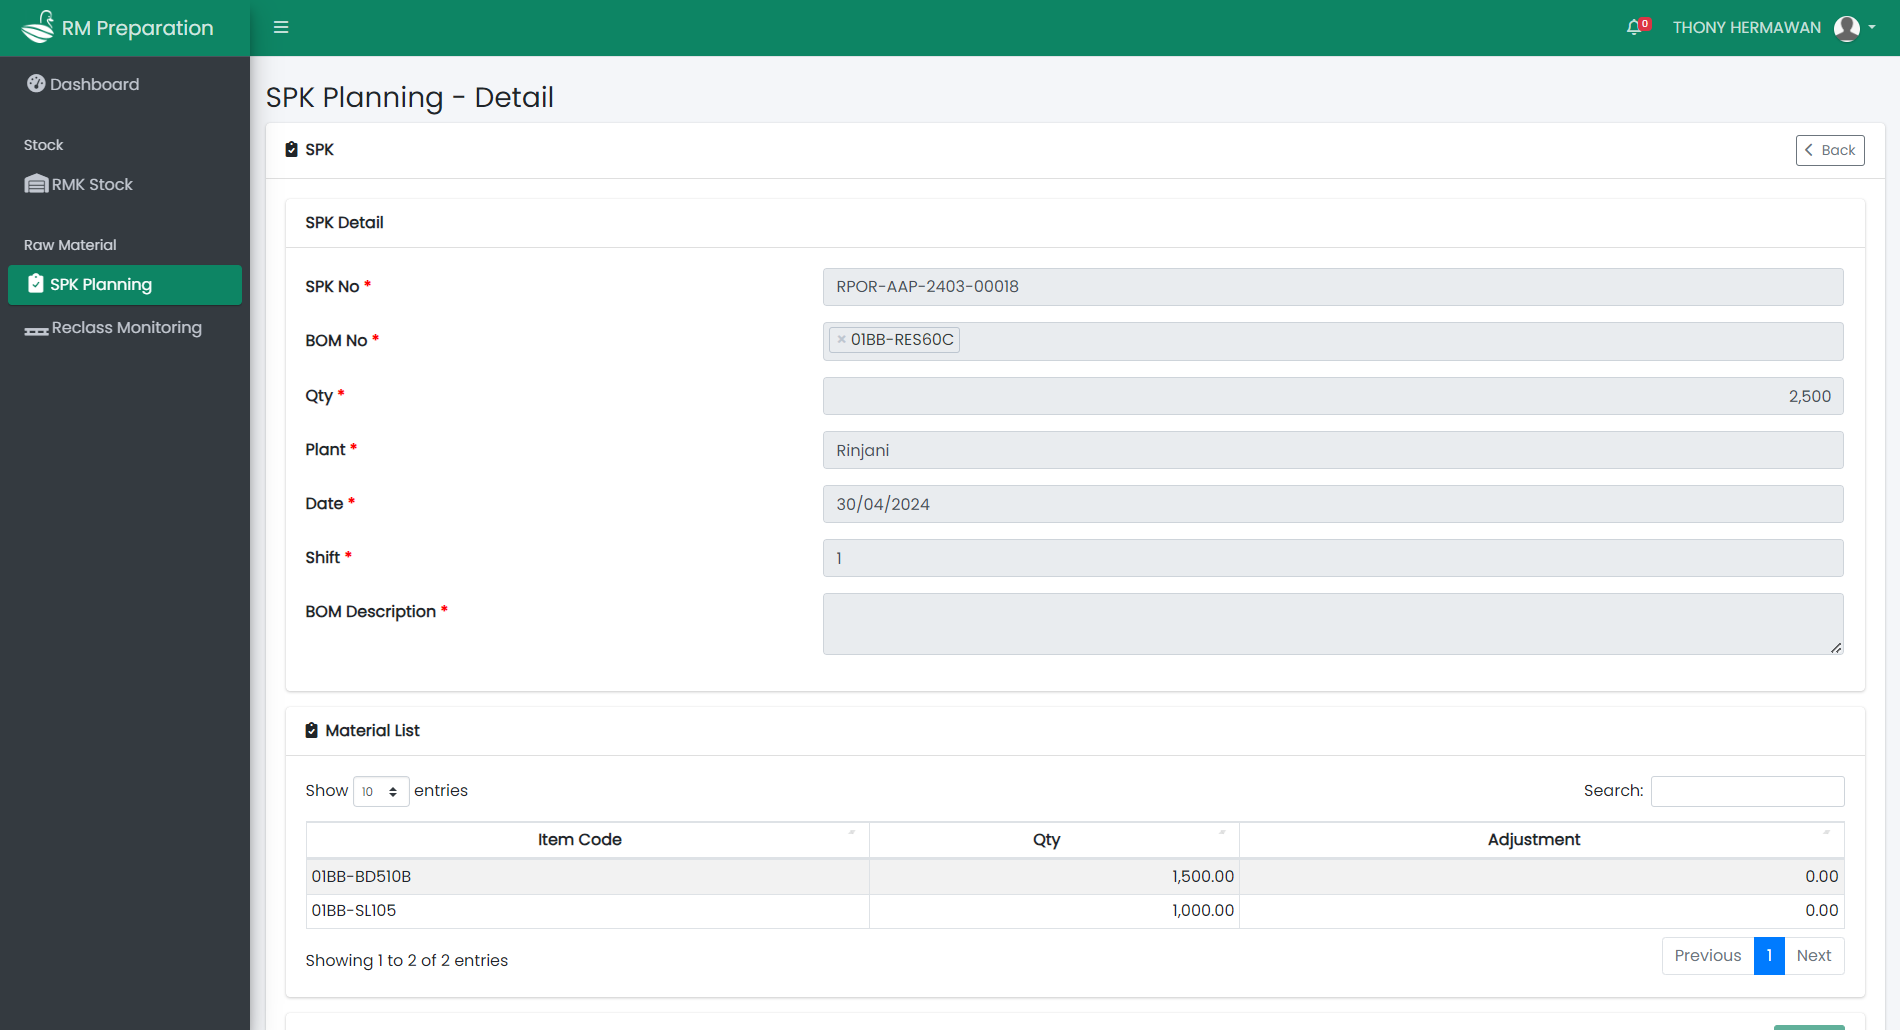 RM Preparation
0
THONY HERMAWAN
Dashboard
Stock
RMK Stock
Raw Material
SPK Planning
Reclass Monitoring
SPK Planning - Detail
SPK
Back
SPK Detail
SPK No *
RPOR-AAP-2403-00018
BOM No *
× 01BB-RES60C
Qty *
2,500
Plant *
Rinjani
Date *
30/04/2024
Shift *
1
BOM Description *
Material List
Show 10 entries
Search:
Item Code Qty Adjustment
01BB-BD510B 1,500.00 0.00
01BB-SL105 1,000.00 0.00
Showing 1 to 2 of 2 entries
Previous 1 Next